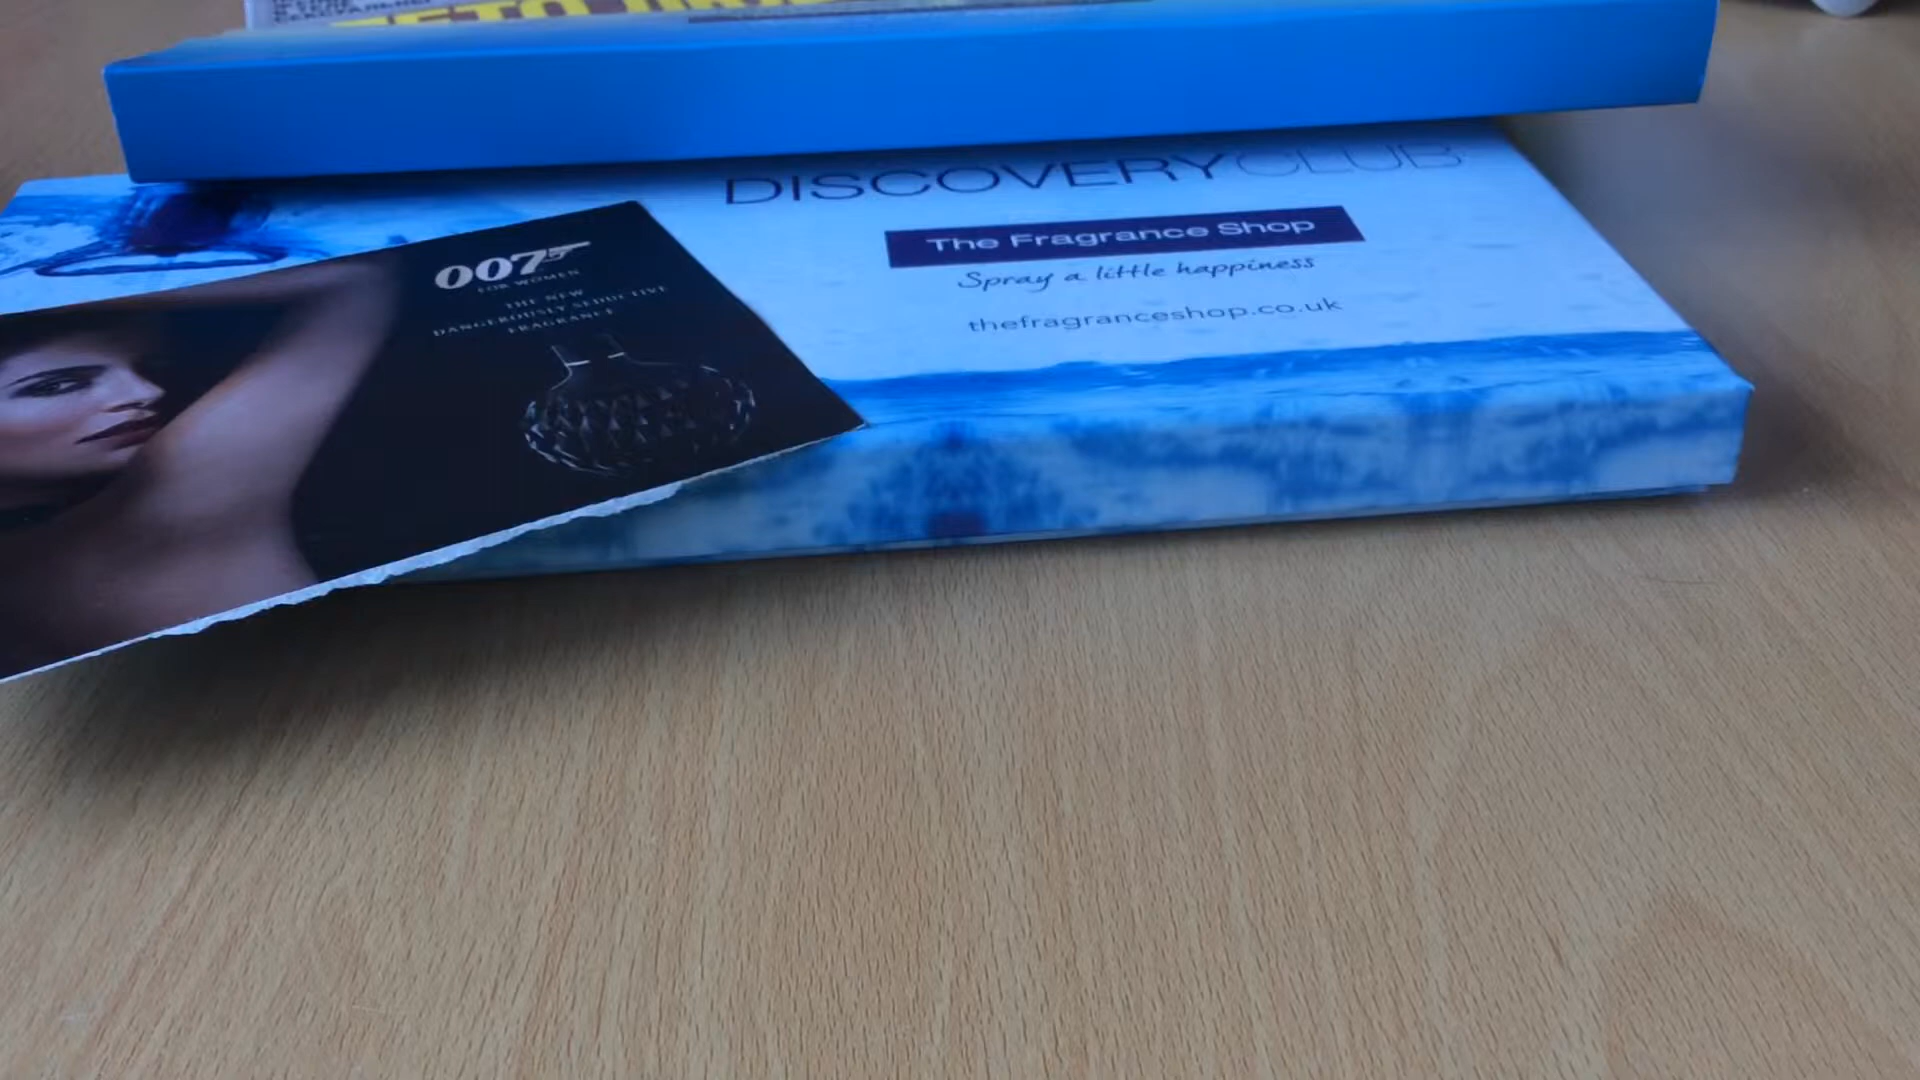 DISCOVERYCLUB
The Fragrance Shop
Spray a little happiness
thefragranceshop.co.uk
007
FOR WOMEN
THE NEW
DANGEROUSLY SEDUCTIVE
FRAGRANCE